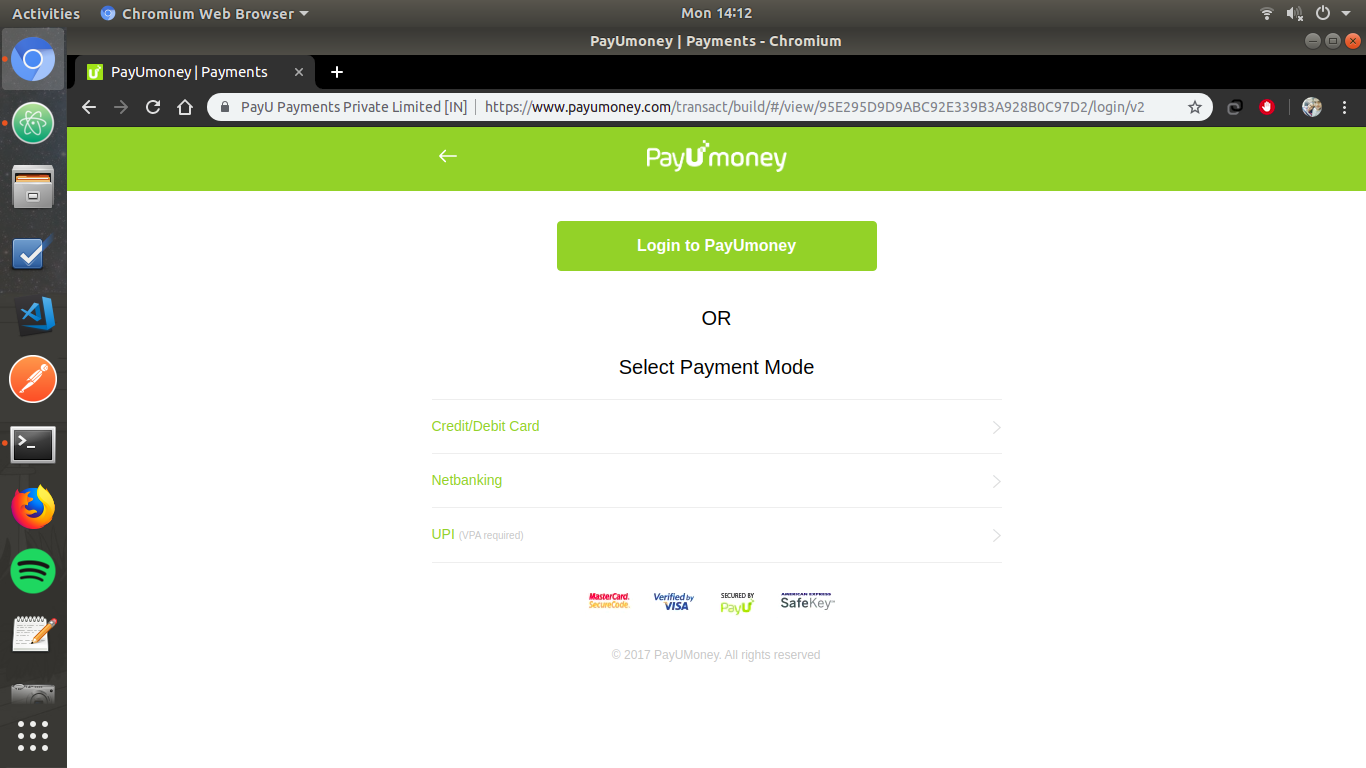 Activities
Chromium Web Browser
Mon 14:12
PayUmoney | Payments - Chromium
PayUmoney | Payments
PayU Payments Private Limited [IN]
https://www.payumoney.com/transact/build/#/view/95E295D9D9ABC92E339B3A928B0C97D2/login/v2
PayUmoney
Login to PayUmoney
OR
Select Payment Mode
Credit/Debit Card
Netbanking
UPI (VPA required)
MasterCard. SecureCode.
Verified by VISA
SECURED BY PayU
AMERICAN EXPRESS SafeKey
© 2017 PayUMoney. All rights reserved